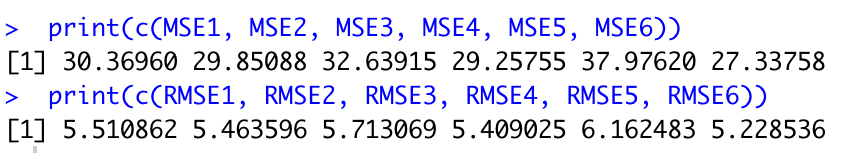 > print(c(MSE1, MSE2, MSE3, MSE4, MSE5, MSE6))
[1] 30.36960 29.85088 32.63915 29.25755 37.97620 27.33758
> print(c(RMSE1, RMSE2, RMSE3, RMSE4, RMSE5, RMSE6))
[1] 5.510862 5.463596 5.713069 5.409025 6.162483 5.228536